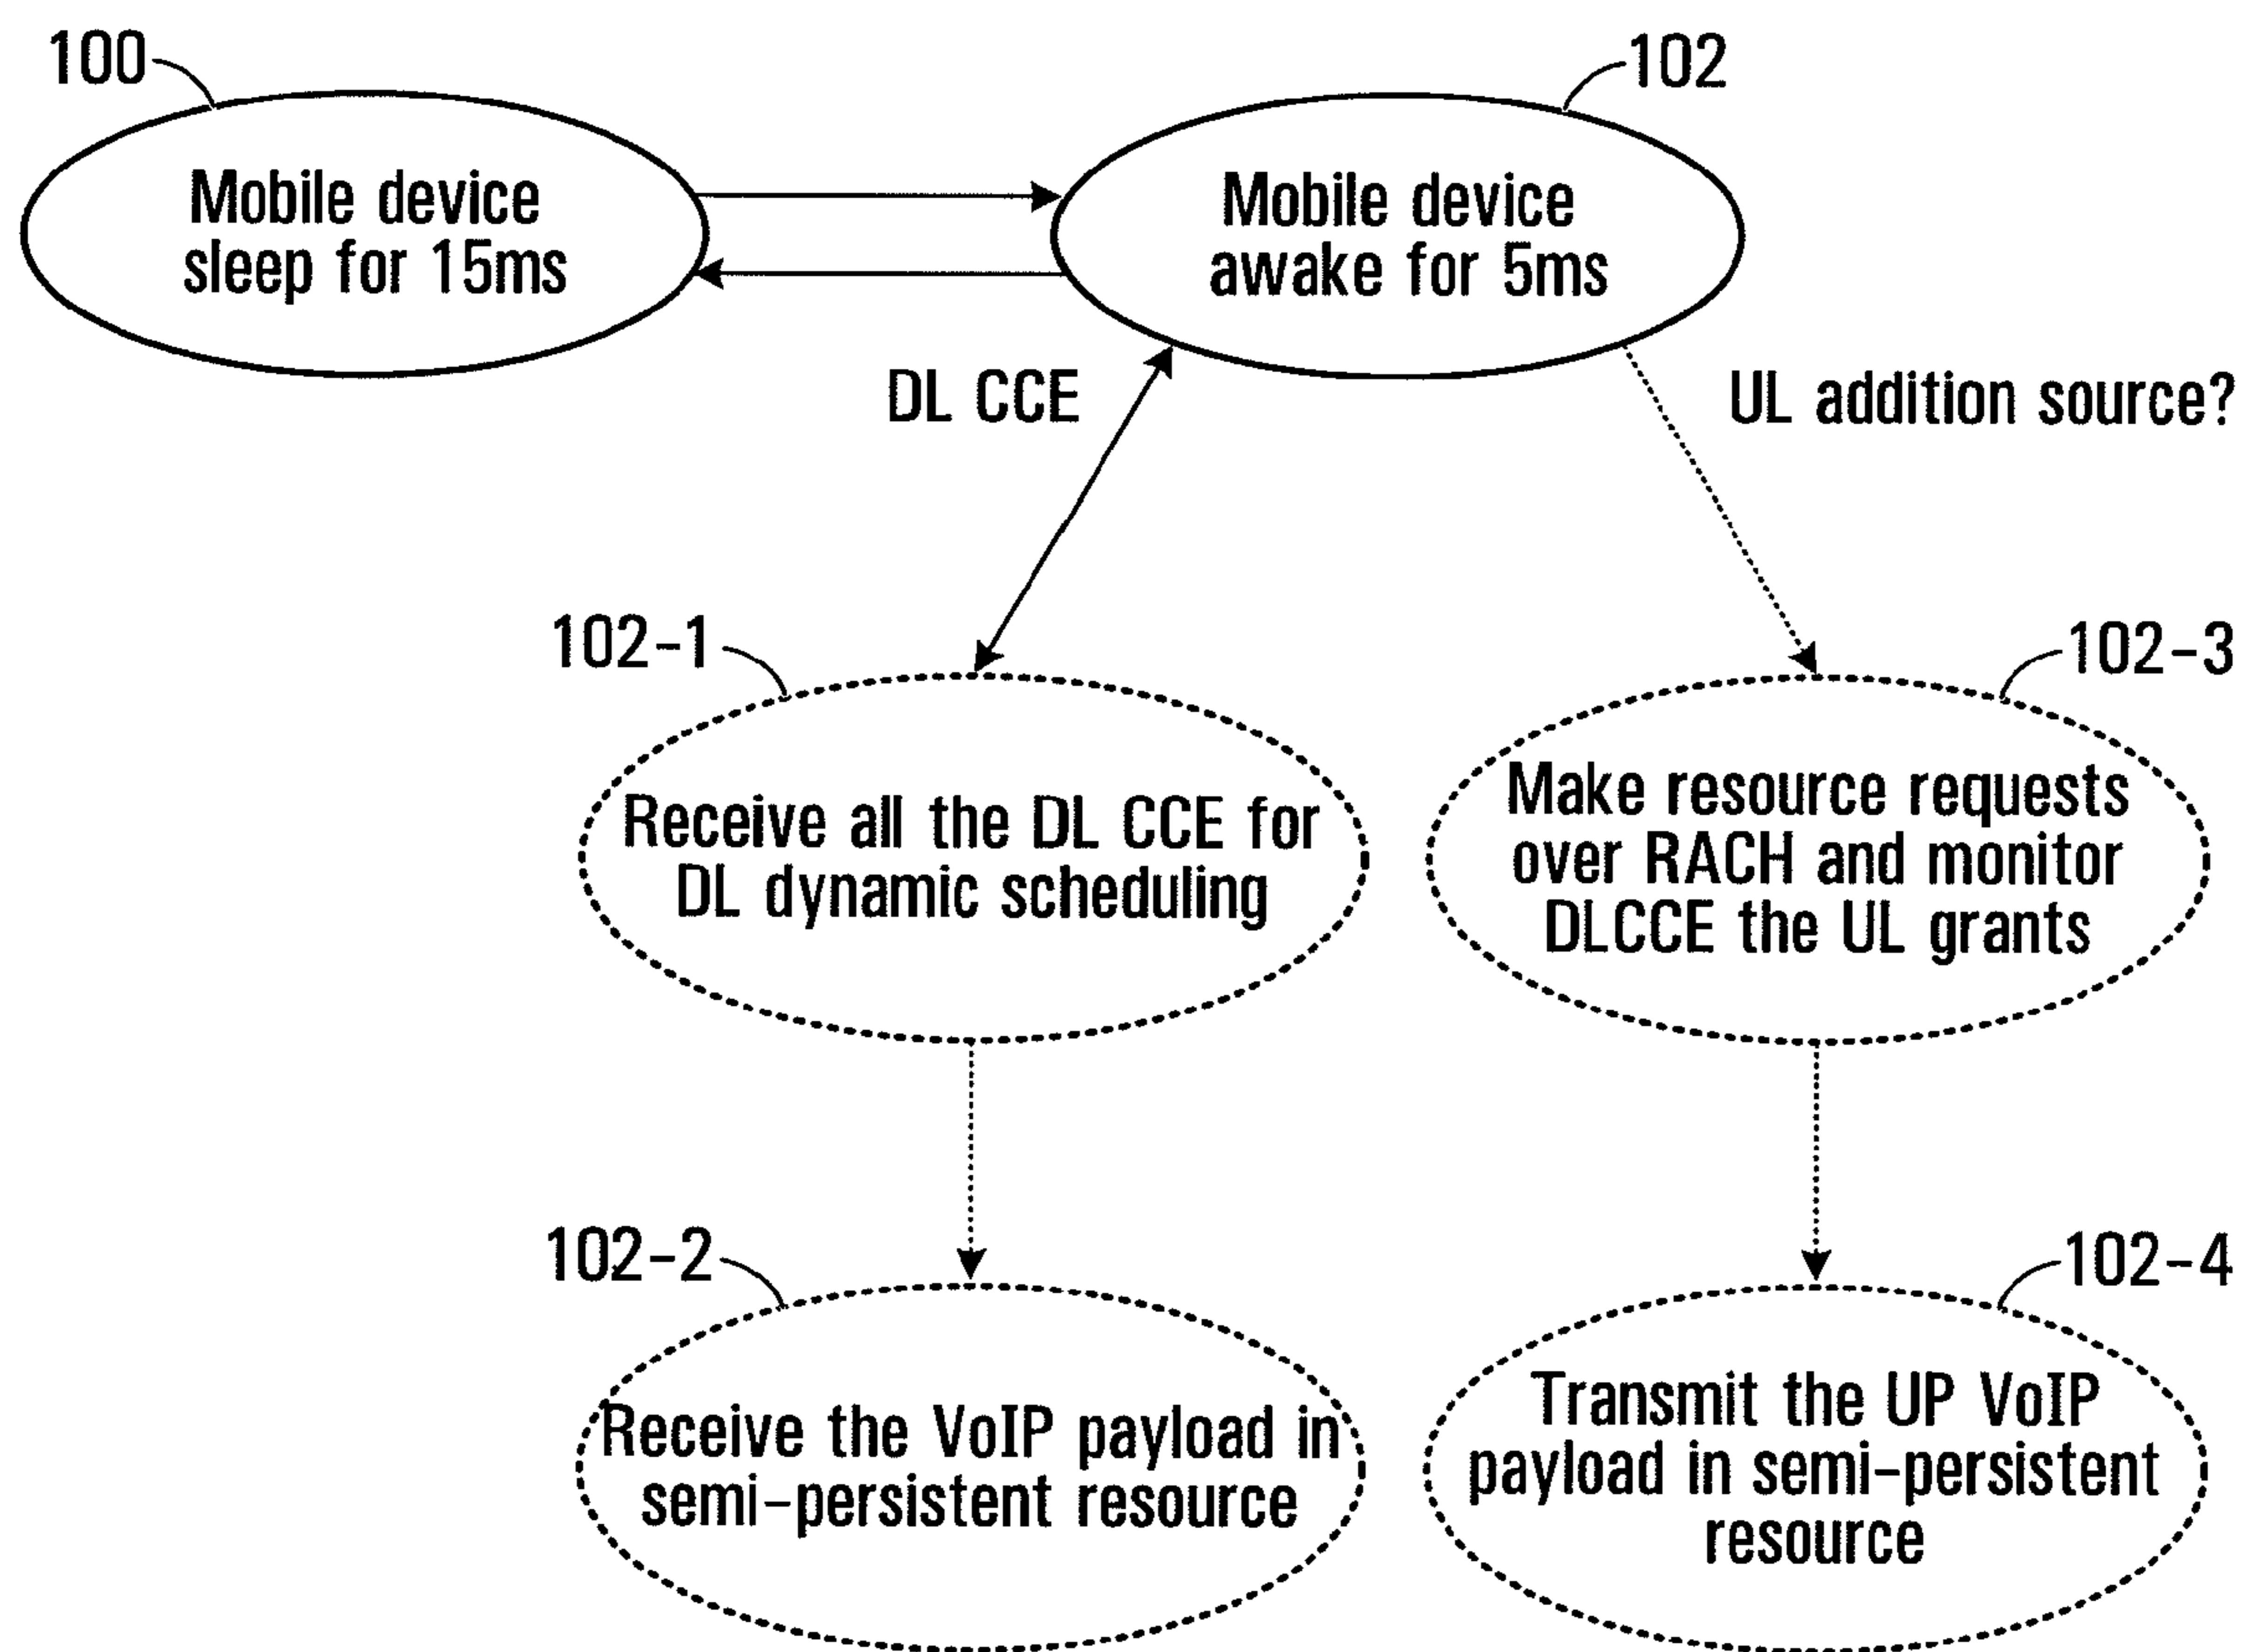 100
Mobile device
sleep for 15ms
102
Mobile device
awake for 5ms
DL CCE
UL addition source?
102-1
Receive all the DL CCE for
DL dynamic scheduling
102-3
Make resource requests
over RACH and monitor
DLCCE the UL grants
102-2
Receive the VoIP payload in
semi-persistent resource
102-4
Transmit the UP VoIP
payload in semi-persistent
resource